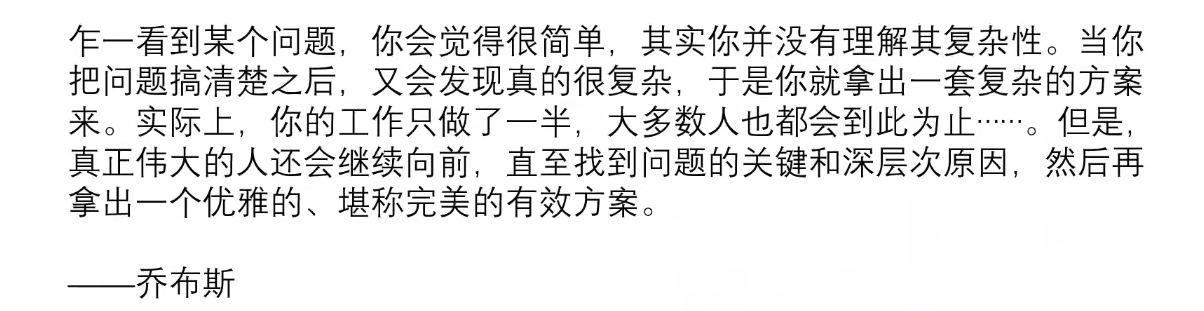 乍一看到某个问题，你会觉得很简单，其实你并没有理解其复杂性。当你
把问题搞清楚之后，又会发现真的很复杂，于是你就拿出一套复杂的方案
来。实际上，你的工作只做了一半，大多数人也都会到此为止……。但是，
真正伟大的人还会继续向前，直至找到问题的关键和深层次原因，然后再
拿出一个优雅的、堪称完美的有效方案。
——乔布斯